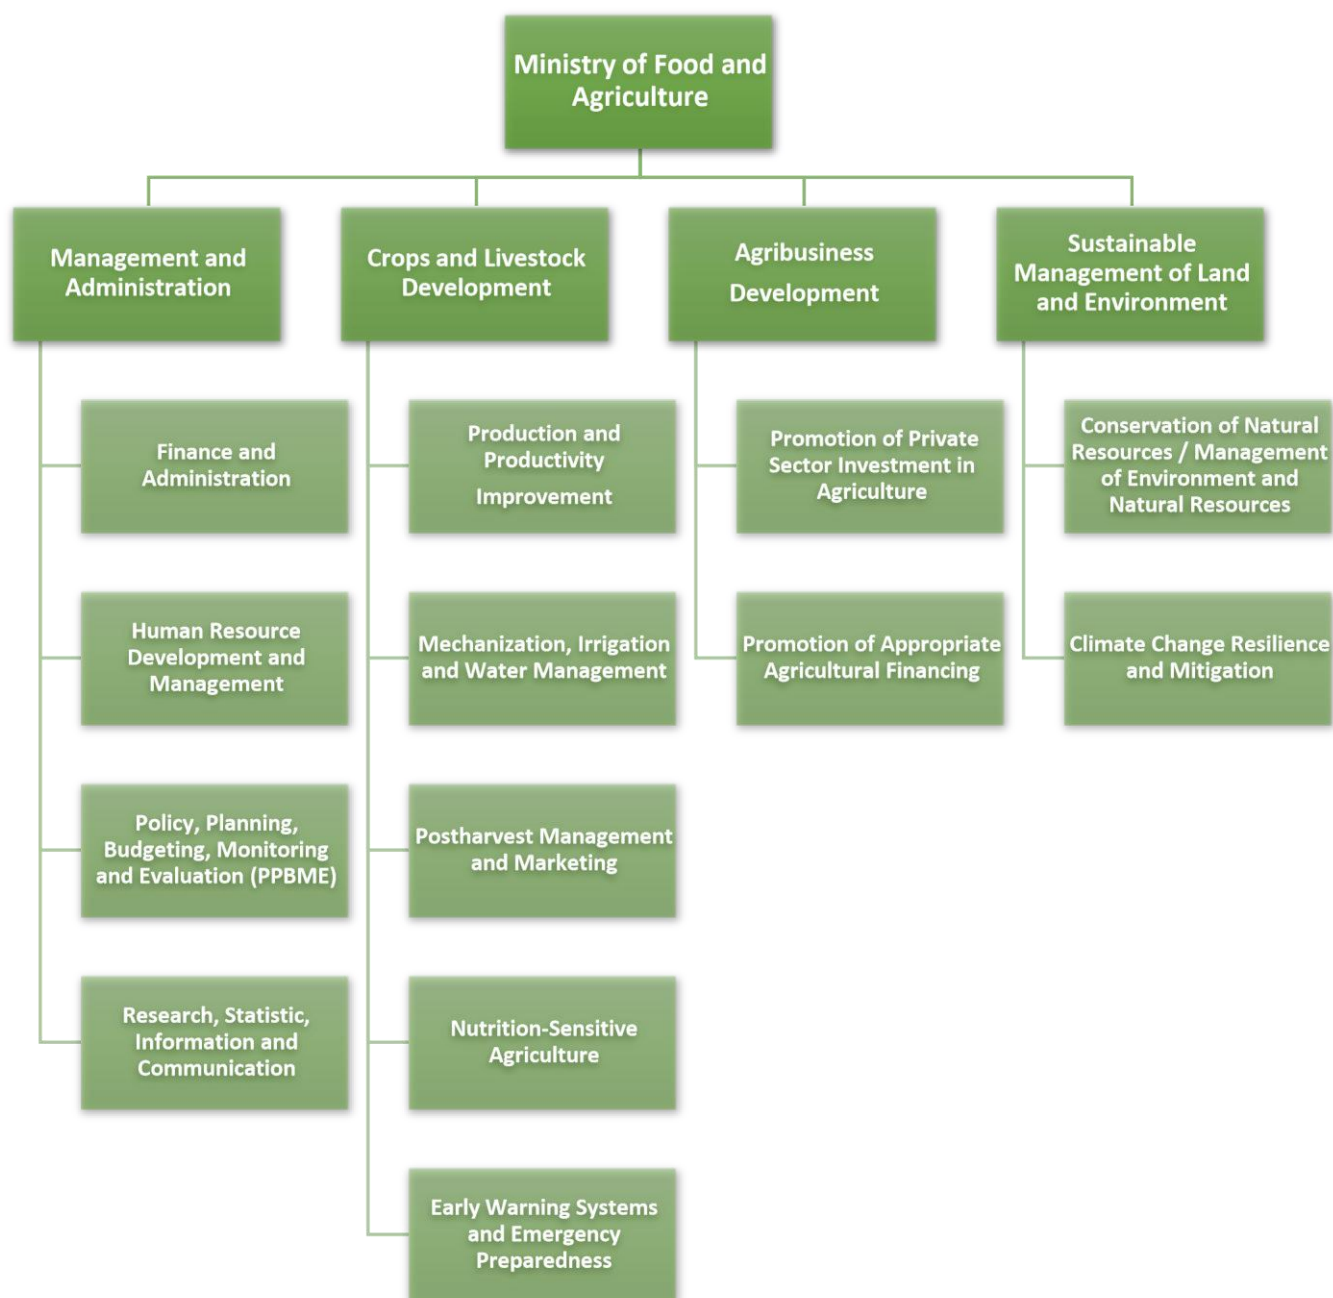 Ministry of Food and
Agriculture
Management and
Administration
Crops and Livestock
Development
Agribusiness
Development
Sustainable
Management of Land
and Environment
Finance and
Administration
Human Resource
Development and
Management
Policy, Planning,
Budgeting, Monitoring
and Evaluation (PPBME)
Research, Statistic,
Information and
Communication
Production and
Productivity
Improvement
Mechanization, Irrigation
and Water Management
Postharvest Management
and Marketing
Nutrition-Sensitive
Agriculture
Early Warning Systems
and Emergency
Preparedness
Promotion of Private
Sector Investment in
Agriculture
Promotion of Appropriate
Agricultural Financing
Conservation of Natural
Resources / Management
of Environment and
Natural Resources
Climate Change Resilience
and Mitigation